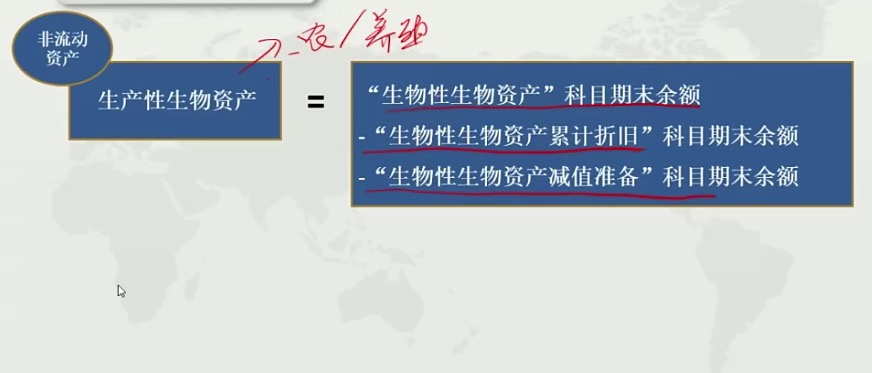 非流动
资产
农/养殖
生产性生物资产
=
“生物性生物资产”科目期末余额
-“生物性生物资产累计折旧”科目期末余额
-“生物性生物资产减值准备”科目期末余额